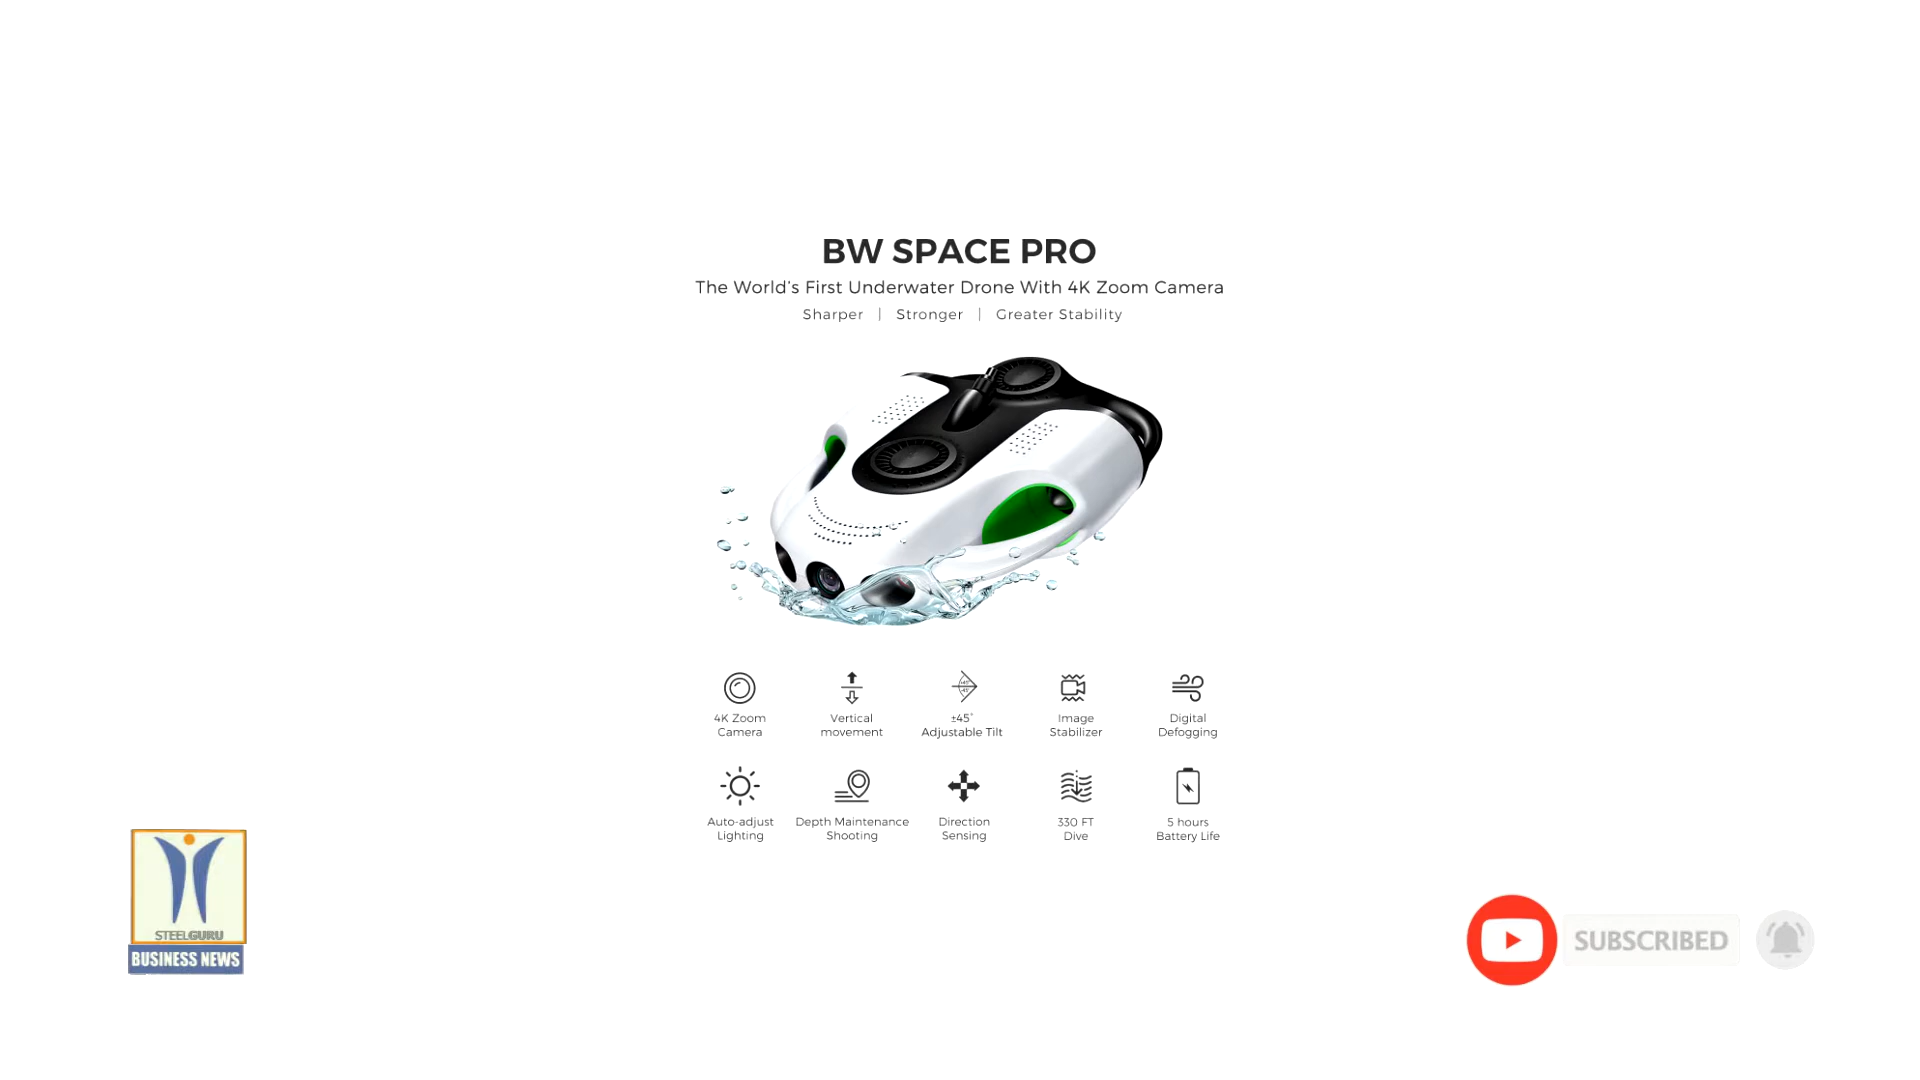 BW SPACE PRO
The World's First Underwater Drone With 4K Zoom Camera
Sharper | Stronger | Greater Stability
4K Zoom
Camera
Vertical
movement
±45°
Adjustable Tilt
Image
Stabilizer
Digital
Defogging
Auto-adjust
Lighting
Depth Maintenance
Shooting
Direction
Sensing
330 FT
Dive
5 hours
Battery Life
STEELGURU
BUSINESS NEWS
SUBSCRIBED